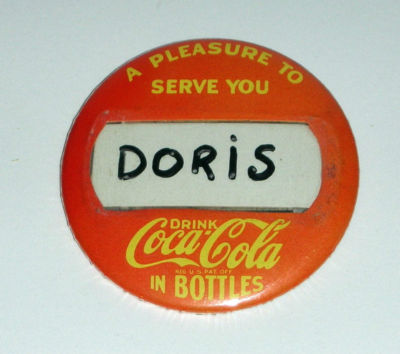 A PLEASURE TO
SERVE YOU
DORiS
DRINK
Coca-Cola
REG U.S. PAT. OFF
IN BOTTLES